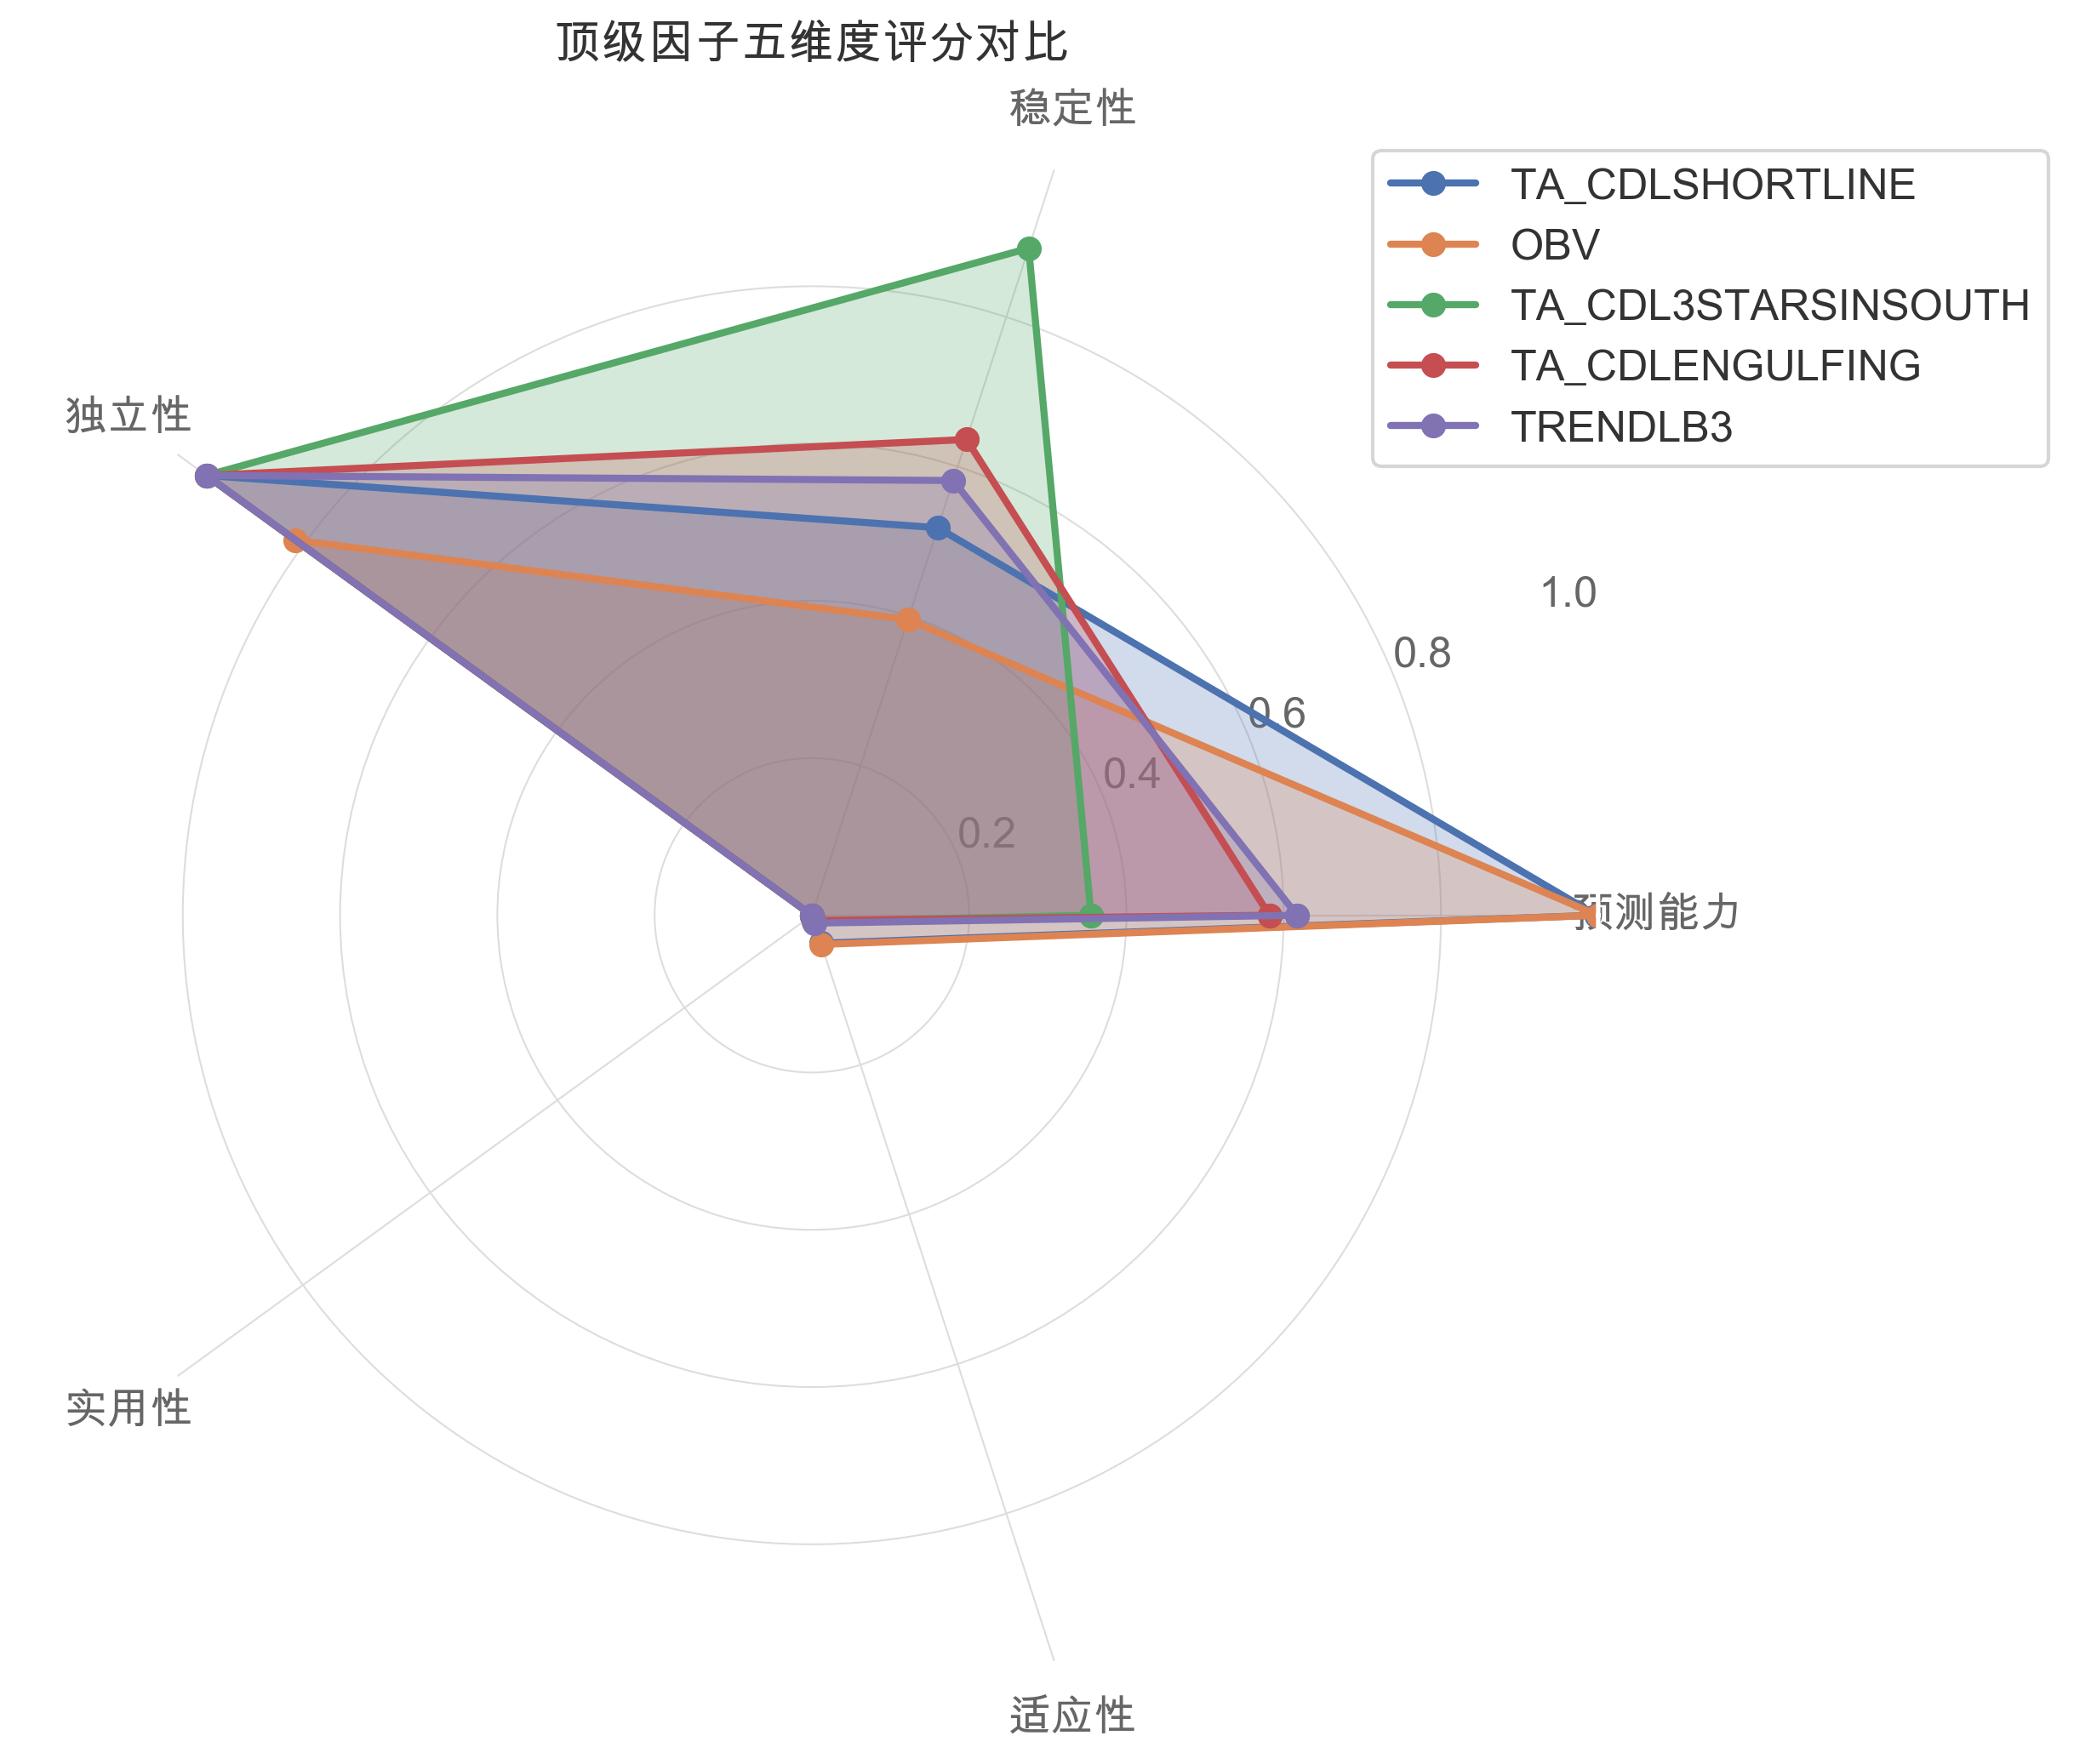 顶级因子五维度评分对比
稳定性
TA_CDLSHORTLINE
OBV
TA_CDL3STARSINSOUTH
TA_CDLENGULFING
TRENDLB3
独立性
1.0
0.8
0.6
0.4
0.2
预测能力
实用性
适应性